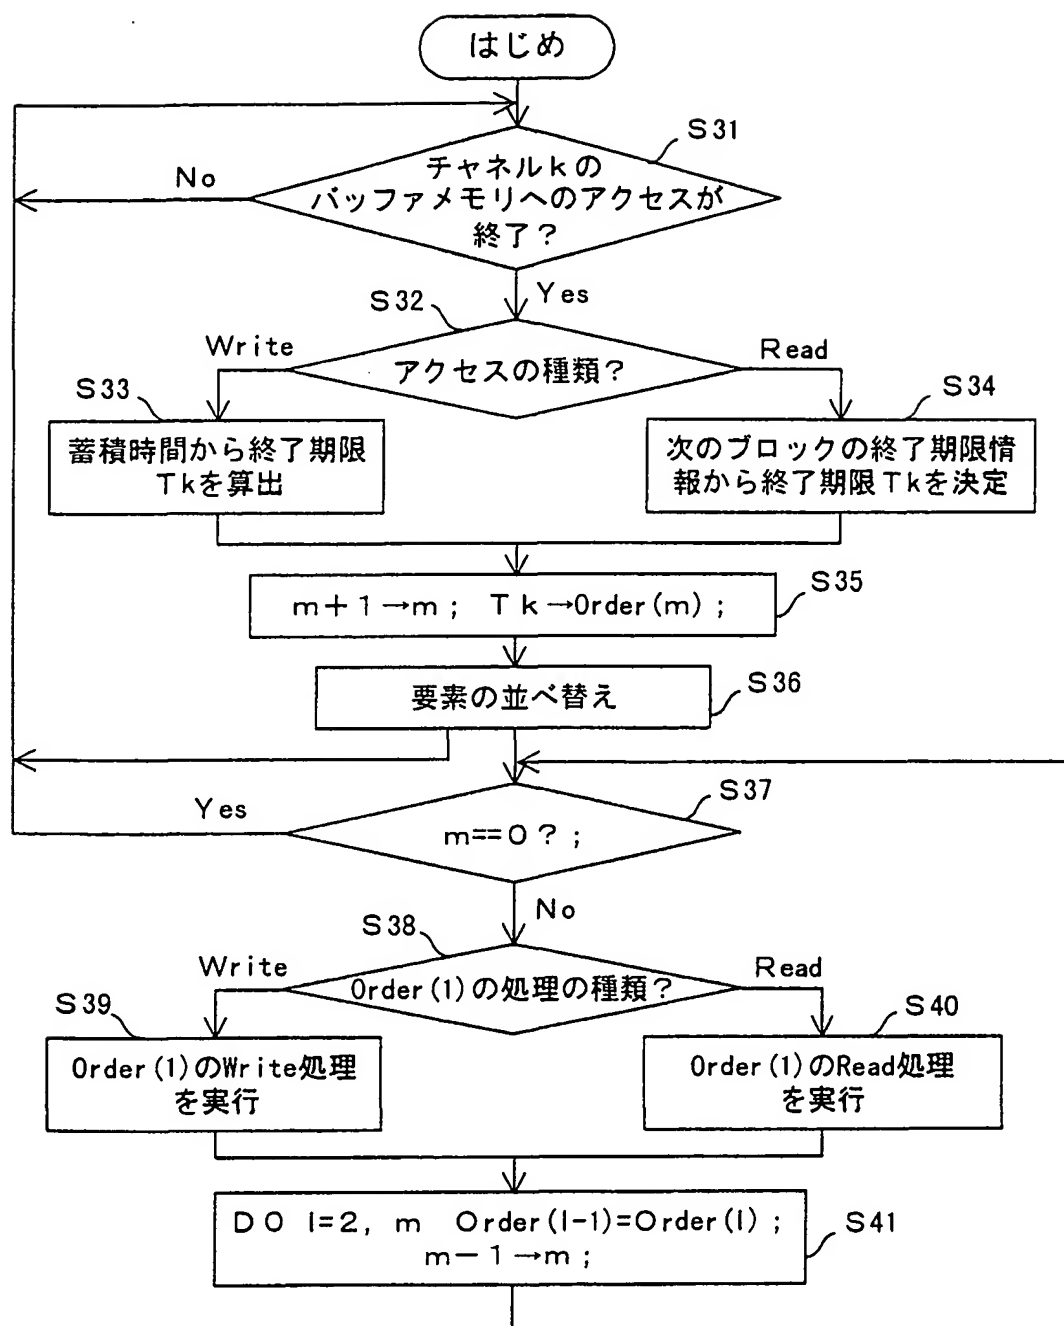 はじめ
S31
チャネルkの
バッファメモリへのアクセスが
終了？
No
Yes
S32
アクセスの種類？
Write
Read
S33
蓄積時間から終了期限
Tkを算出
S34
次のブロックの終了期限情
報から終了期限Tkを決定
S35
m＋1→m； Tk→Order(m)；
S36
要素の並べ替え
S37
Yes
m==0？；
No
S38
Order(1)の処理の種類？
Write
Read
S39
Order(1)のWrite処理
を実行
S40
Order(1)のRead処理
を実行
DO l=2, m Order(l-1)=Order(l)；
m－1→m；
S41